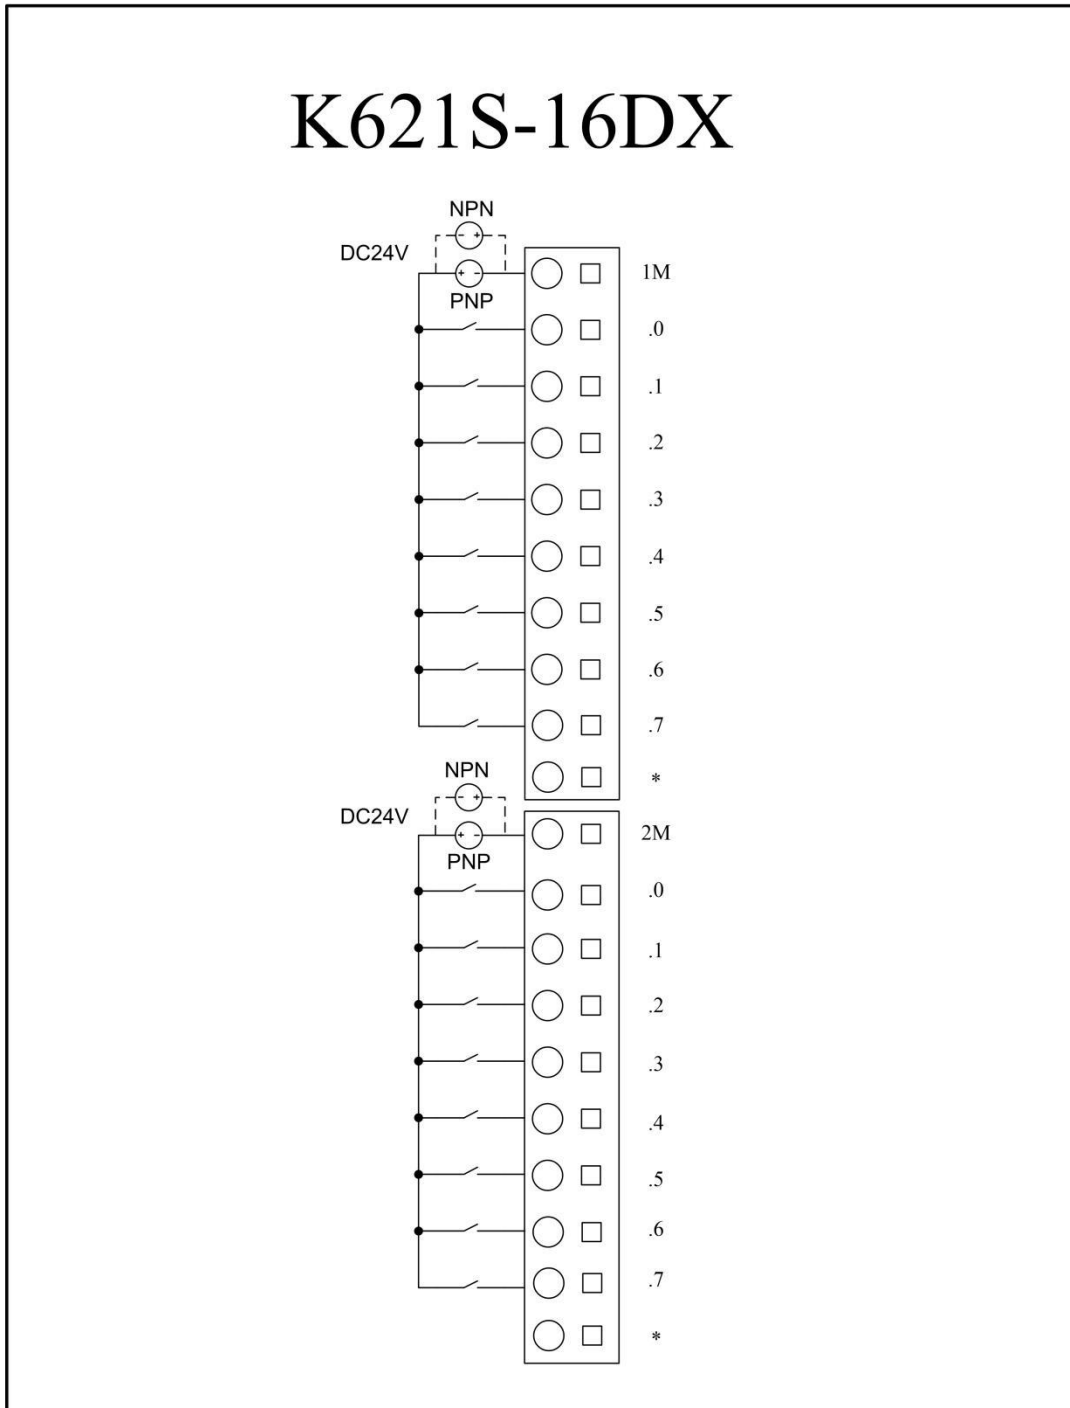 K621S-16DX
NPN
DC24V
- +
+ -
1M
PNP
.0
.1
.2
.3
.4
.5
.6
.7
*
NPN
DC24V
- +
+ -
2M
PNP
.0
.1
.2
.3
.4
.5
.6
.7
*